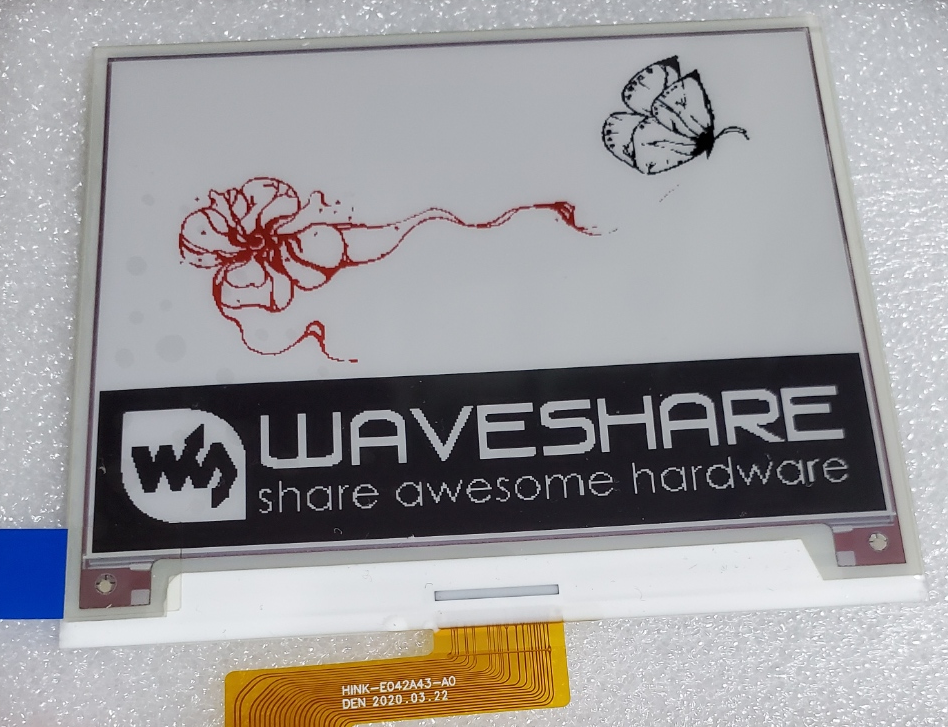 WAVESHARE
share awesome hardware
HINK-E042A43-A0
DEN 2020.03.22